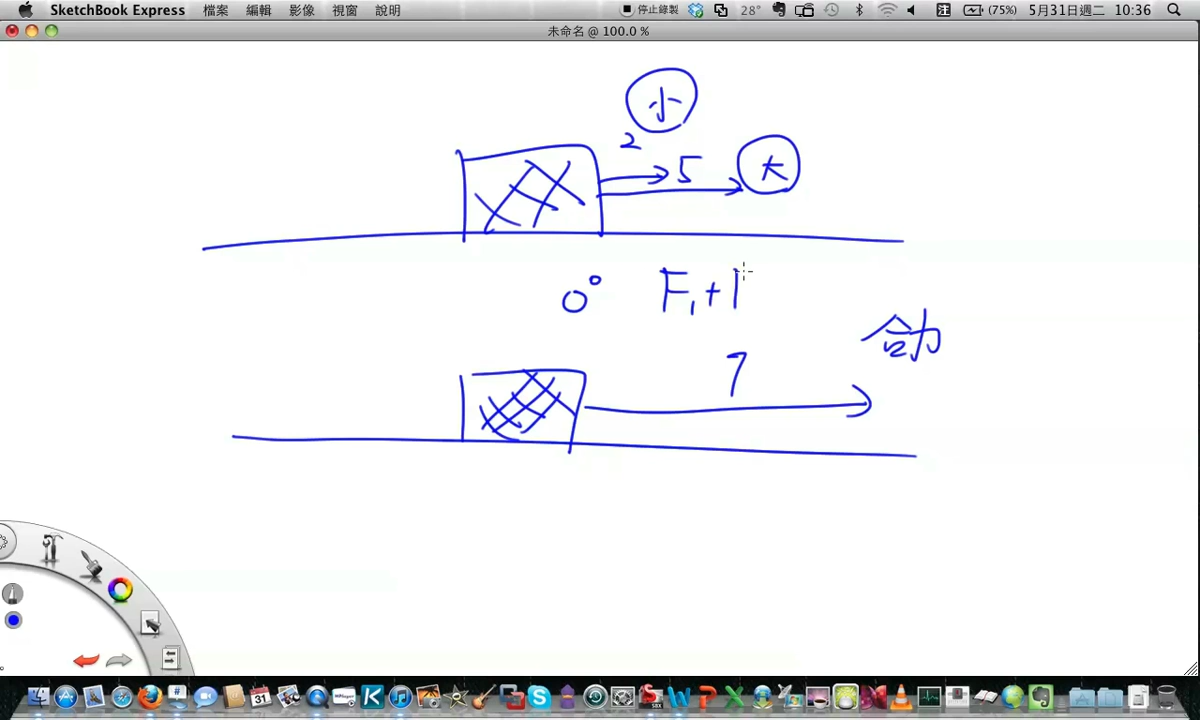 SketchBook Express 檔案 編輯 影像 視窗 說明 停止錄製 28° (75%) 5月31日週二 10:36
未命名 @ 100.0 %
小
2
5 大
0° F₁+
合力
7